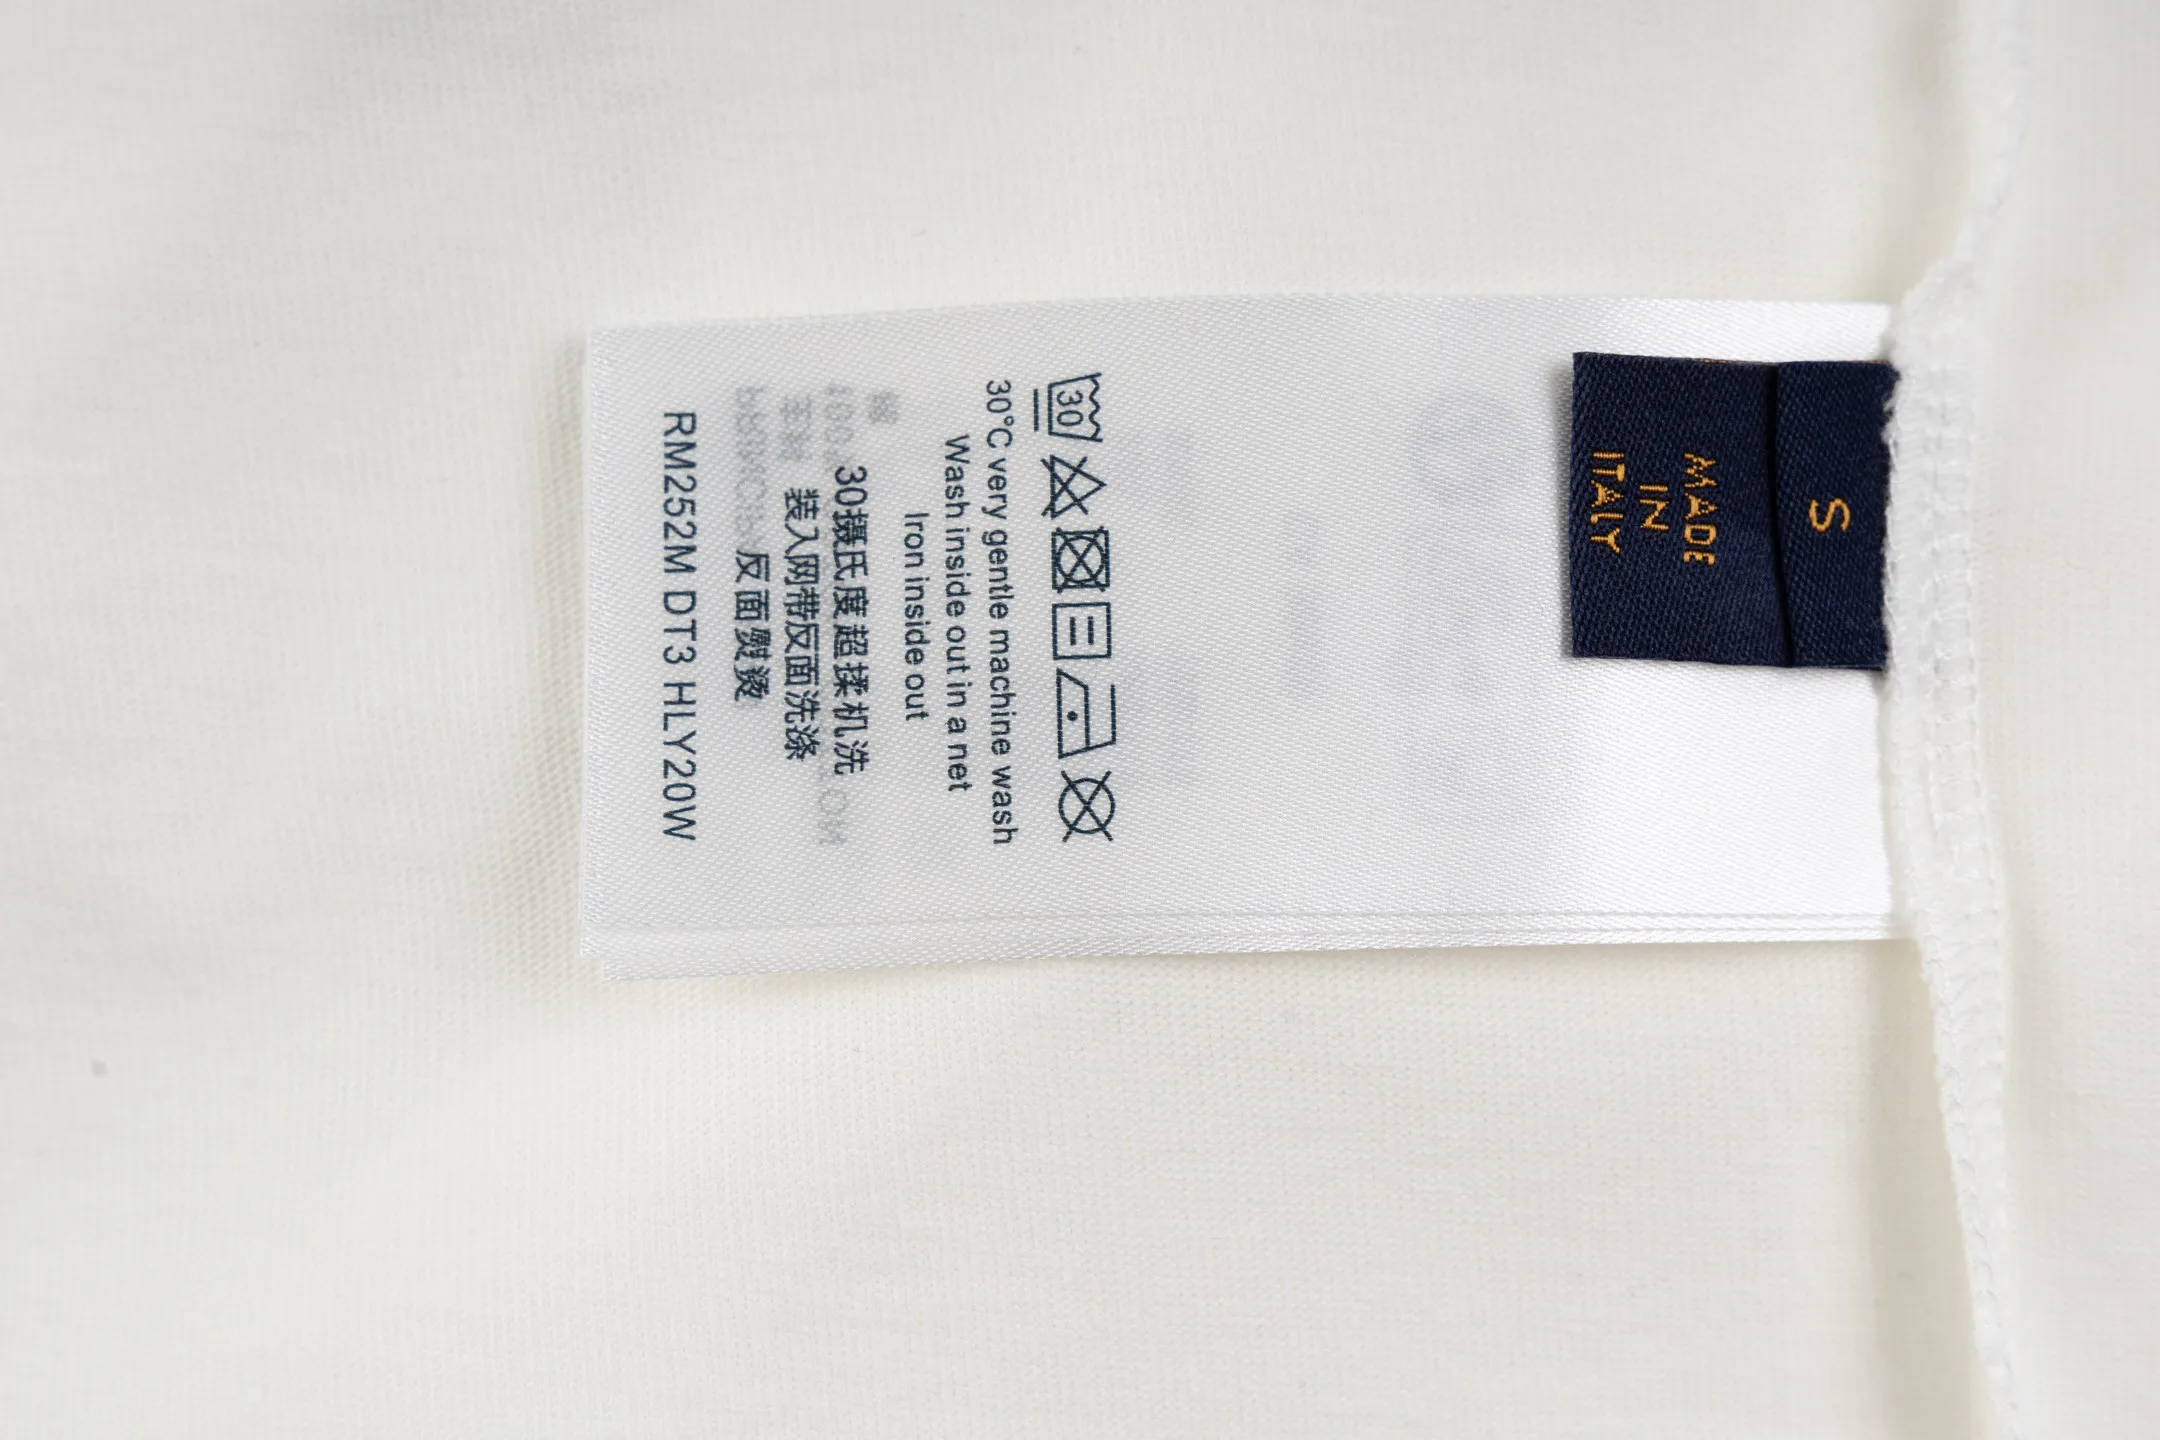 S
MADE
IN
ITALY
30
30°C very gentle machine wash
Wash inside out in a net
Iron inside out
30摄氏度超揉机洗
装入网带反面洗涤
反面熨烫
RM252M DT3 HLY20W